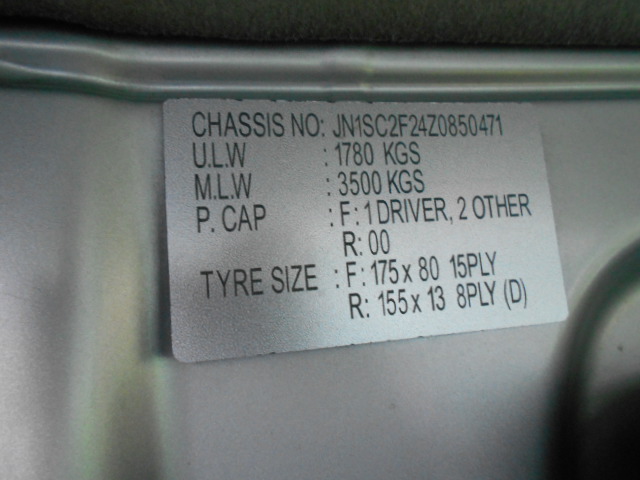 CHASSIS NO: JN1SC2F24Z0850471
U.L.W : 1780 KGS
M.L.W : 3500 KGS
P. CAP : F: 1 DRIVER, 2 OTHER
R: 00
TYRE SIZE : F: 175 x 80 15PLY
R: 155 x 13 8PLY (D)